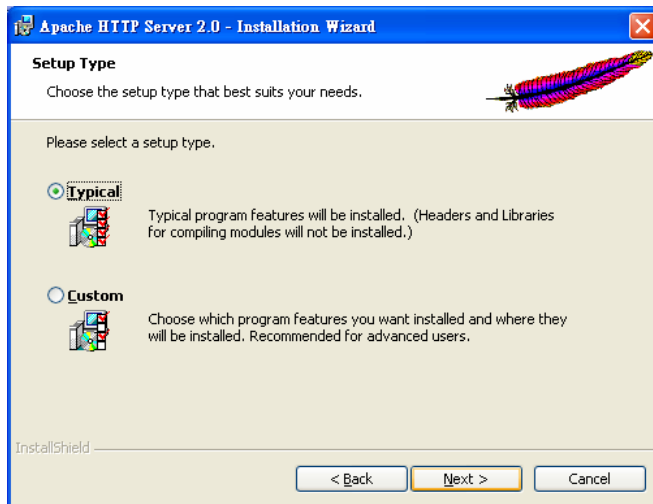 Apache HTTP Server 2.0 - Installation Wizard
Setup Type
Choose the setup type that best suits your needs.
Please select a setup type.
Typical
Typical program features will be installed. (Headers and Libraries
for compiling modules will not be installed.)
Custom
Choose which program features you want installed and where they
will be installed. Recommended for advanced users.
InstallShield
< Back
Next >
Cancel